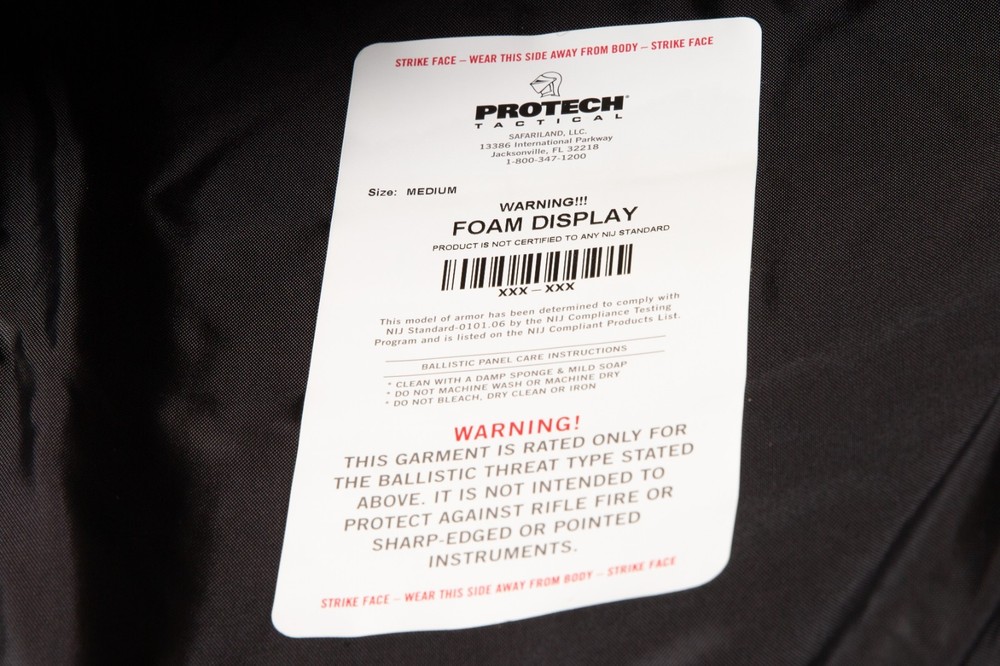 STRIKE FACE – WEAR THIS SIDE AWAY FROM BODY – STRIKE FACE
PROTECH®
TACTICAL
SAFARILAND, LLC.
13386 International Parkway
Jacksonville, FL 32218
1-800-347-1200
Size: MEDIUM
WARNING!!!
FOAM DISPLAY
PRODUCT IS NOT CERTIFIED TO ANY NIJ STANDARD
XXX – XXX
This model of armor has been determined to comply with
NIJ Standard-0101.06 by the NIJ Compliance Testing
Program and is listed on the NIJ Compliant Products List.
BALLISTIC PANEL CARE INSTRUCTIONS
* CLEAN WITH A DAMP SPONGE & MILD SOAP
* DO NOT MACHINE WASH OR MACHINE DRY
* DO NOT BLEACH, DRY CLEAN OR IRON
WARNING!
THIS GARMENT IS RATED ONLY FOR
THE BALLISTIC THREAT TYPE STATED
ABOVE. IT IS NOT INTENDED TO
PROTECT AGAINST RIFLE FIRE OR
SHARP-EDGED OR POINTED
INSTRUMENTS.
STRIKE FACE – WEAR THIS SIDE AWAY FROM BODY – STRIKE FACE